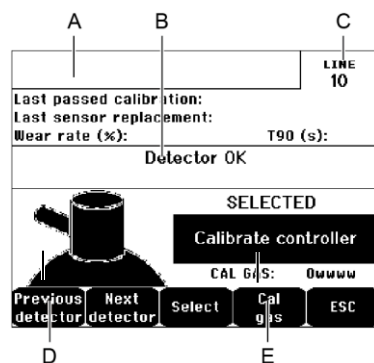 A
B
C
LINE
10
Last passed calibration:
Last sensor replacement:
Wear rate (%): T90 (s):
Detector OK
SELECTED
Calibrate controller
CAL GAS: 0wwww
Previous detector
Next detector
Select
Cal gas
ESC
D
E